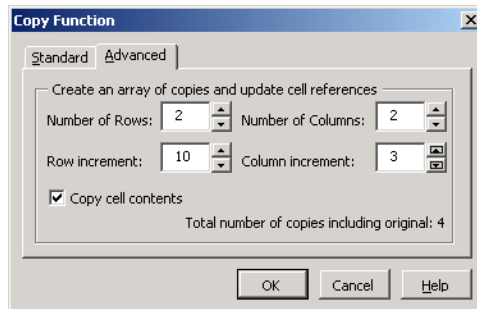 Copy Function
Standard Advanced
Create an array of copies and update cell references
Number of Rows: 2 Number of Columns: 2
Row increment: 10 Column increment: 3
Copy cell contents
Total number of copies including original: 4
OK Cancel Help